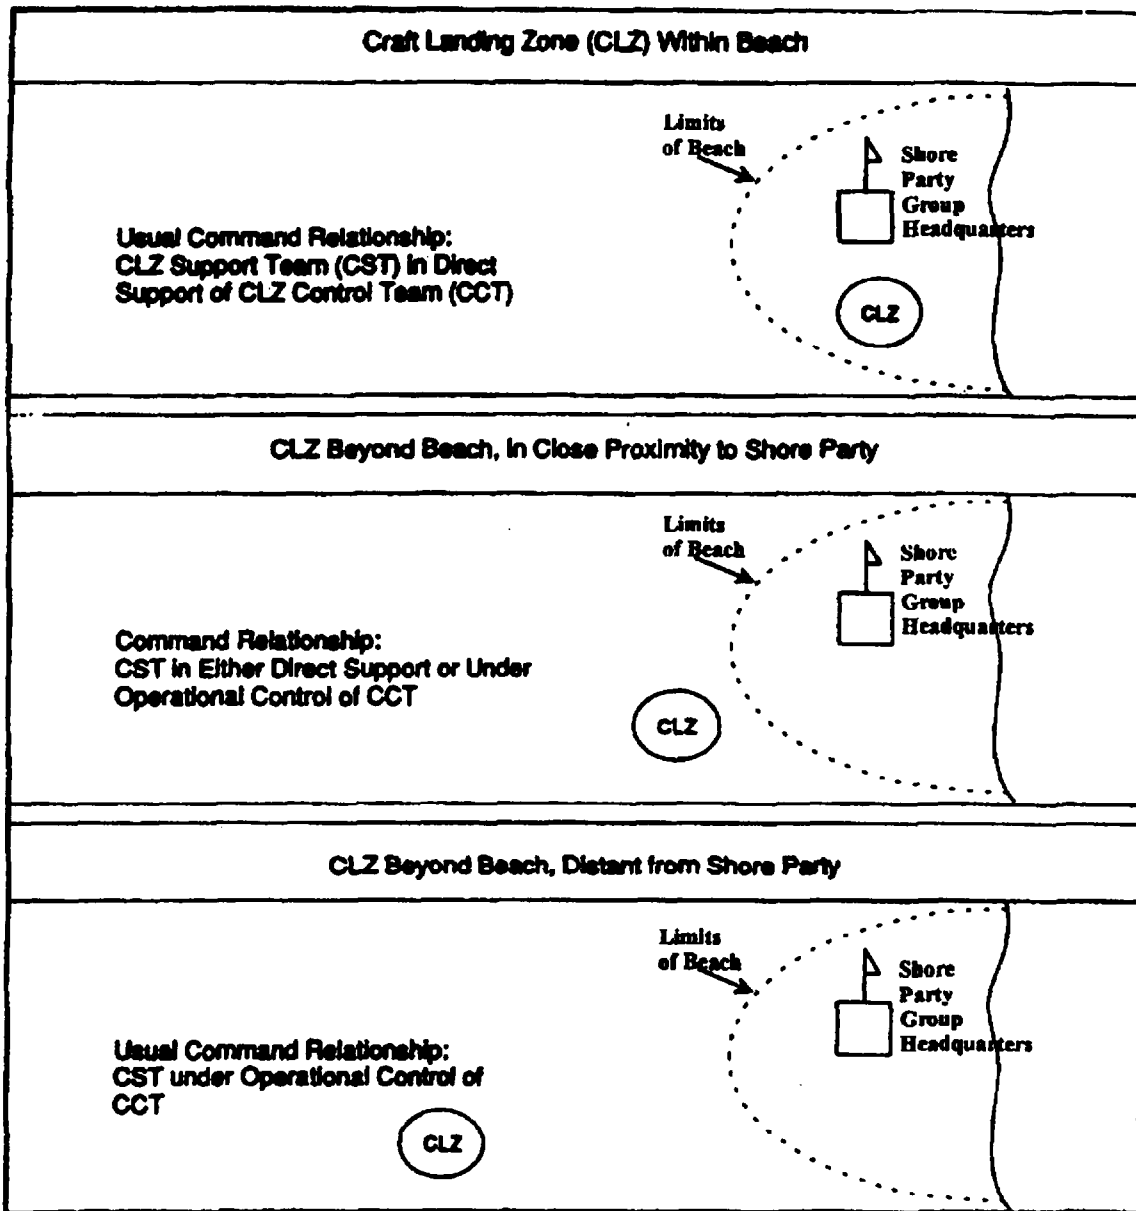 Craft Landing Zone (CLZ) Within Beach
Limits
of Beach
Shore
Party
Group
Headquarters
Usual Command Relationship:
CLZ Support Team (CST) in Direct
Support of CLZ Control Team (CCT)
CLZ
CLZ Beyond Beach, in Close Proximity to Shore Party
Limits
of Beach
Shore
Party
Group
Headquarters
Command Relationship:
CST in Either Direct Support or Under
Operational Control of CCT
CLZ
CLZ Beyond Beach, Distant from Shore Party
Limits
of Beach
Shore
Party
Group
Headquarters
Usual Command Relationship:
CST under Operational Control of
CCT
CLZ